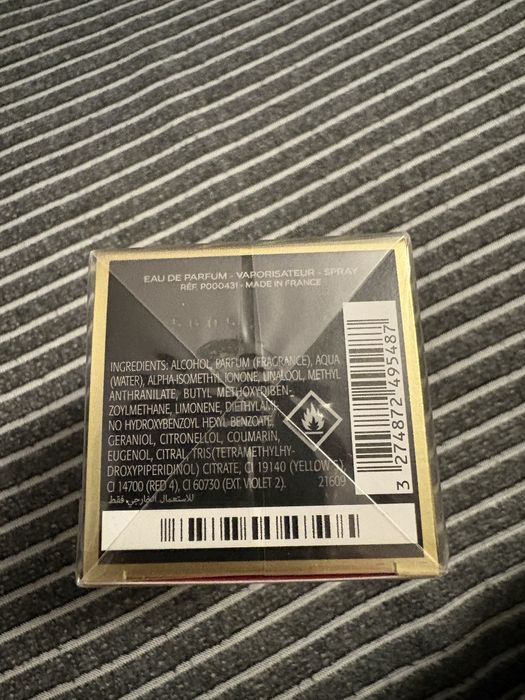 EAU DE PARFUM - VAPORISATEUR - SPRAY
RÉF. P000431 - MADE IN FRANCE
INGREDIENTS: ALCOHOL, PARFUM (FRAGRANCE), AQUA
(WATER), ALPHA-ISOMETHYL IONONE, LINALOOL, METHYL
ANTHRANILATE, BUTYL METHOXYDIBEN-
ZOYLMETHANE, LIMONENE, DIETHYLAMI-
NO HYDROXYBENZOYL HEXYL BENZOATE,
GERANIOL, CITRONELLOL, COUMARIN,
EUGENOL, CITRAL, TRIS(TETRAMETHYLHY-
DROXYPIPERIDINOL) CITRATE, CI 19140 (YELLOW 5),
CI 14700 (RED 4), CI 60730 (EXT. VIOLET 2). 21609
للاستعمال الخارجي فقط
3 274872 495487